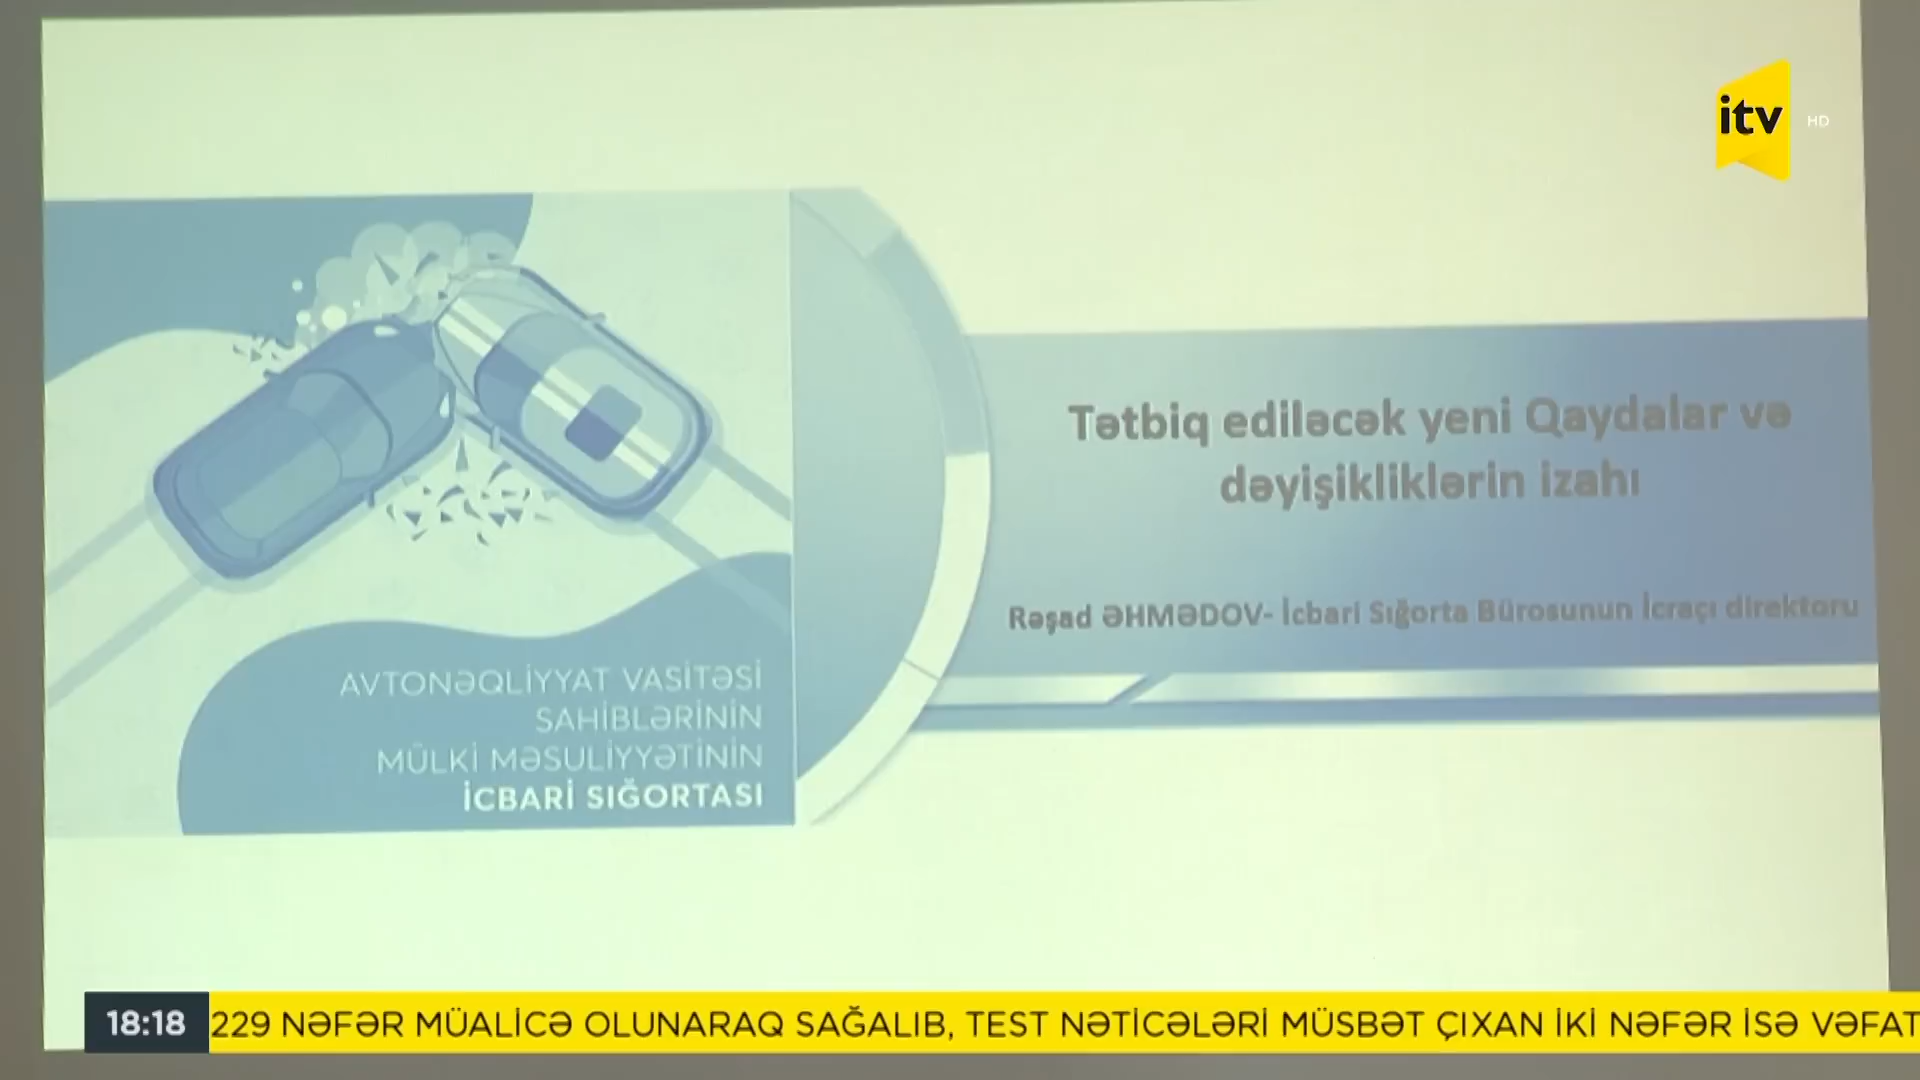 itv HD
Tətbiq ediləcək yeni Qaydalar və
dəyişikliklərin izahı
Rəşad ƏHMƏDOV- İcbari Sığorta Bürosunun İcraçı direktoru
AVTONƏQLİYYAT VASİTƏSİ
SAHİBLƏRİNİN
MÜLKİ MƏSULİYYƏTİNİN
İCBARİ SIĞORTASI
18:18 229 NƏFƏR MÜALİCƏ OLUNARAQ SAĞALIB, TEST NƏTİCƏLƏRİ MÜSBƏT ÇIXAN İKİ NƏFƏR İSƏ VƏFAT